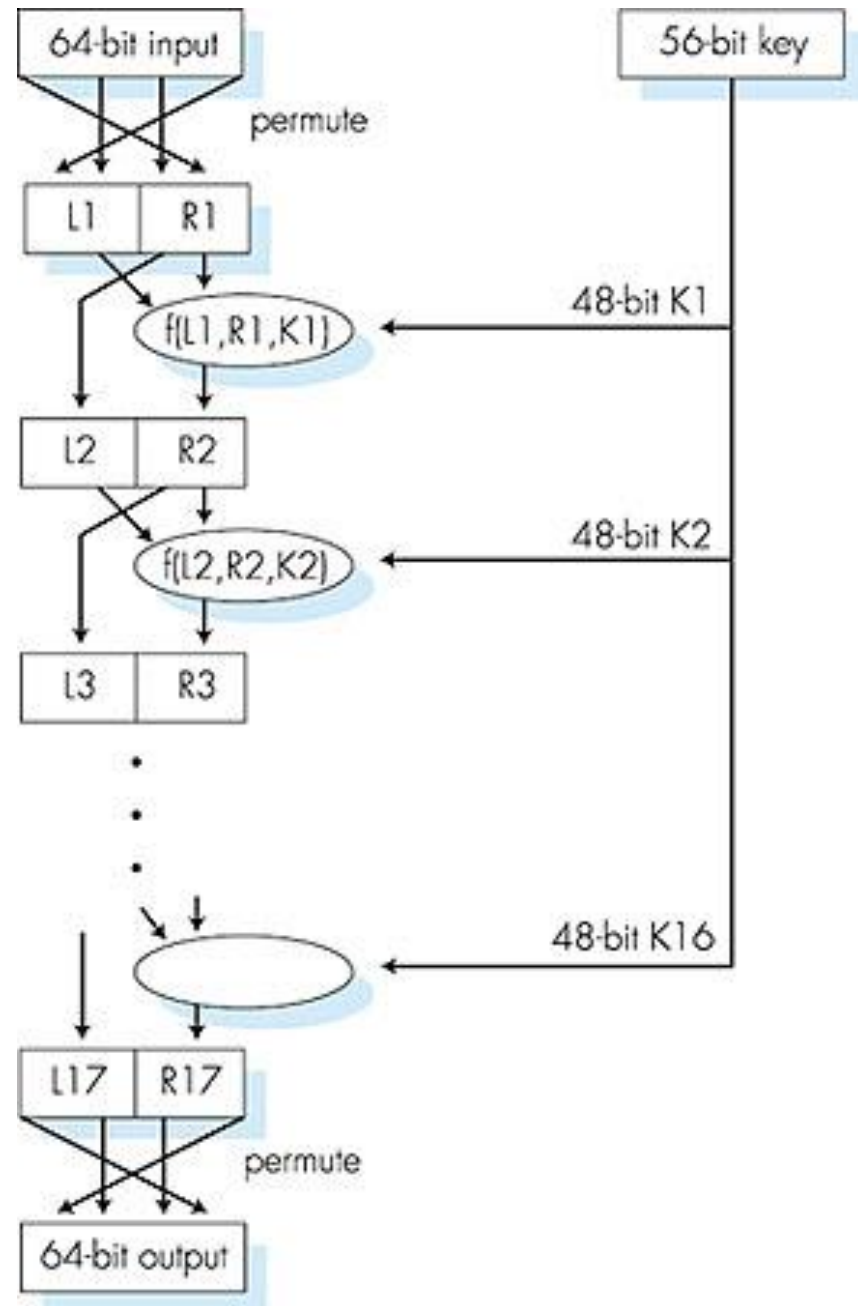 64-bit input
56-bit key
permute
L1 R1
48-bit K1
f(L1,R1,K1)
L2 R2
48-bit K2
f(L2,R2,K2)
L3 R3
48-bit K16
L17 R17
permute
64-bit output